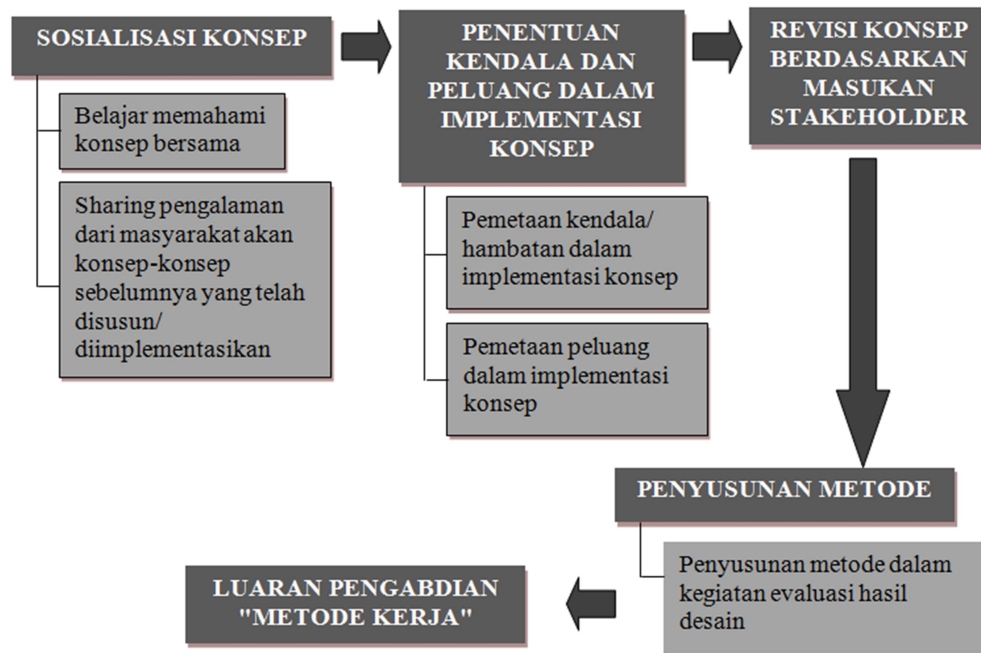 SOSIALISASI KONSEP
Belajar memahami
konsep bersama
Sharing pengalaman
dari masyarakat akan
konsep-konsep
sebelumnya yang telah
disusun/
diimplementasikan
PENENTUAN
KENDALA DAN
PELUANG DALAM
IMPLEMENTASI
KONSEP
Pemetaan kendala/
hambatan dalam
implementasi konsep
Pemetaan peluang
dalam implementasi
konsep
REVISI KONSEP
BERDASARKAN
MASUKAN
STAKEHOLDER
PENYUSUNAN METODE
Penyusunan metode dalam
kegiatan evaluasi hasil
desain
LUARAN PENGABDIAN
"METODE KERJA"